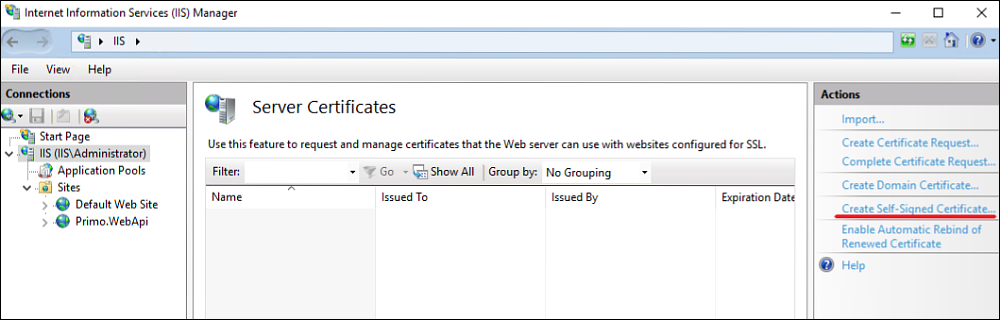 Internet Information Services (IIS) Manager
IIS
File View Help
Connections
Start Page
IIS (IIS\Administrator)
Application Pools
Sites
Default Web Site
Primo.WebApi
Server Certificates
Use this feature to request and manage certificates that the Web server can use with websites configured for SSL.
Filter: Go Show All Group by: No Grouping
Name Issued To Issued By Expiration Date
Actions
Import...
Create Certificate Request...
Complete Certificate Request...
Create Domain Certificate...
Create Self-Signed Certificate...
Enable Automatic Rebind of
Renewed Certificate
Help